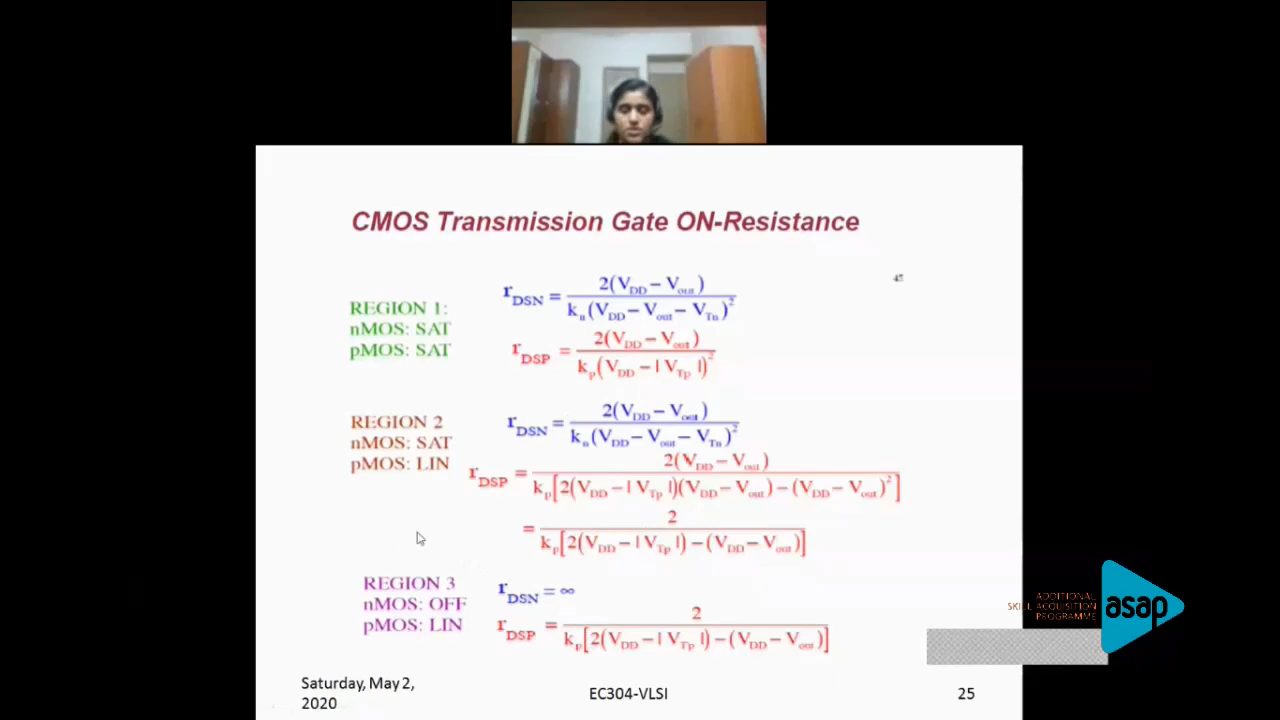 CMOS Transmission Gate ON-Resistance
REGION 1:
nMOS: SAT
pMOS: SAT
r_DSN = 2(V_DD − V_out) / k_n(V_DD − V_out − V_Tn)^2
r_DSP = 2(V_DD − V_out) / k_p(V_DD − | V_Tp |)^2
REGION 2
nMOS: SAT
pMOS: LIN
r_DSN = 2(V_DD − V_out) / k_n(V_DD − V_out − V_Tn)^2
r_DSP = 2(V_DD − V_out) / k_p[2(V_DD − | V_Tp |)(V_DD − V_out) − (V_DD − V_out)^2]
= 2 / k_p[2(V_DD − | V_Tp |) − (V_DD − V_out)]
REGION 3
nMOS: OFF
pMOS: LIN
r_DSN = ∞
r_DSP = 2 / k_p[2(V_DD − | V_Tp |) − (V_DD − V_out)]
ADDITIONAL
SKILL ACQUISITION
PROGRAMME
asap
Saturday, May 2,
2020
EC304-VLSI
25